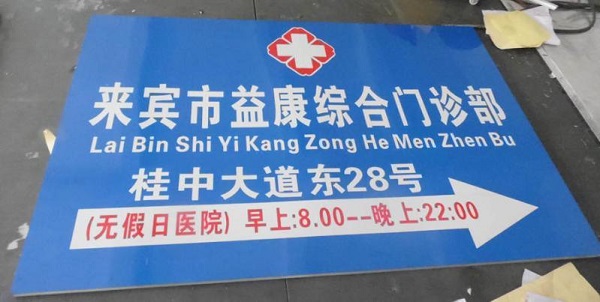 来宾市益康综合门诊部
Lai Bin Shi Yi Kang Zong He Men Zhen Bu
桂中大道东28号
(无假日医院) 早上:8.00--晚上:22:00